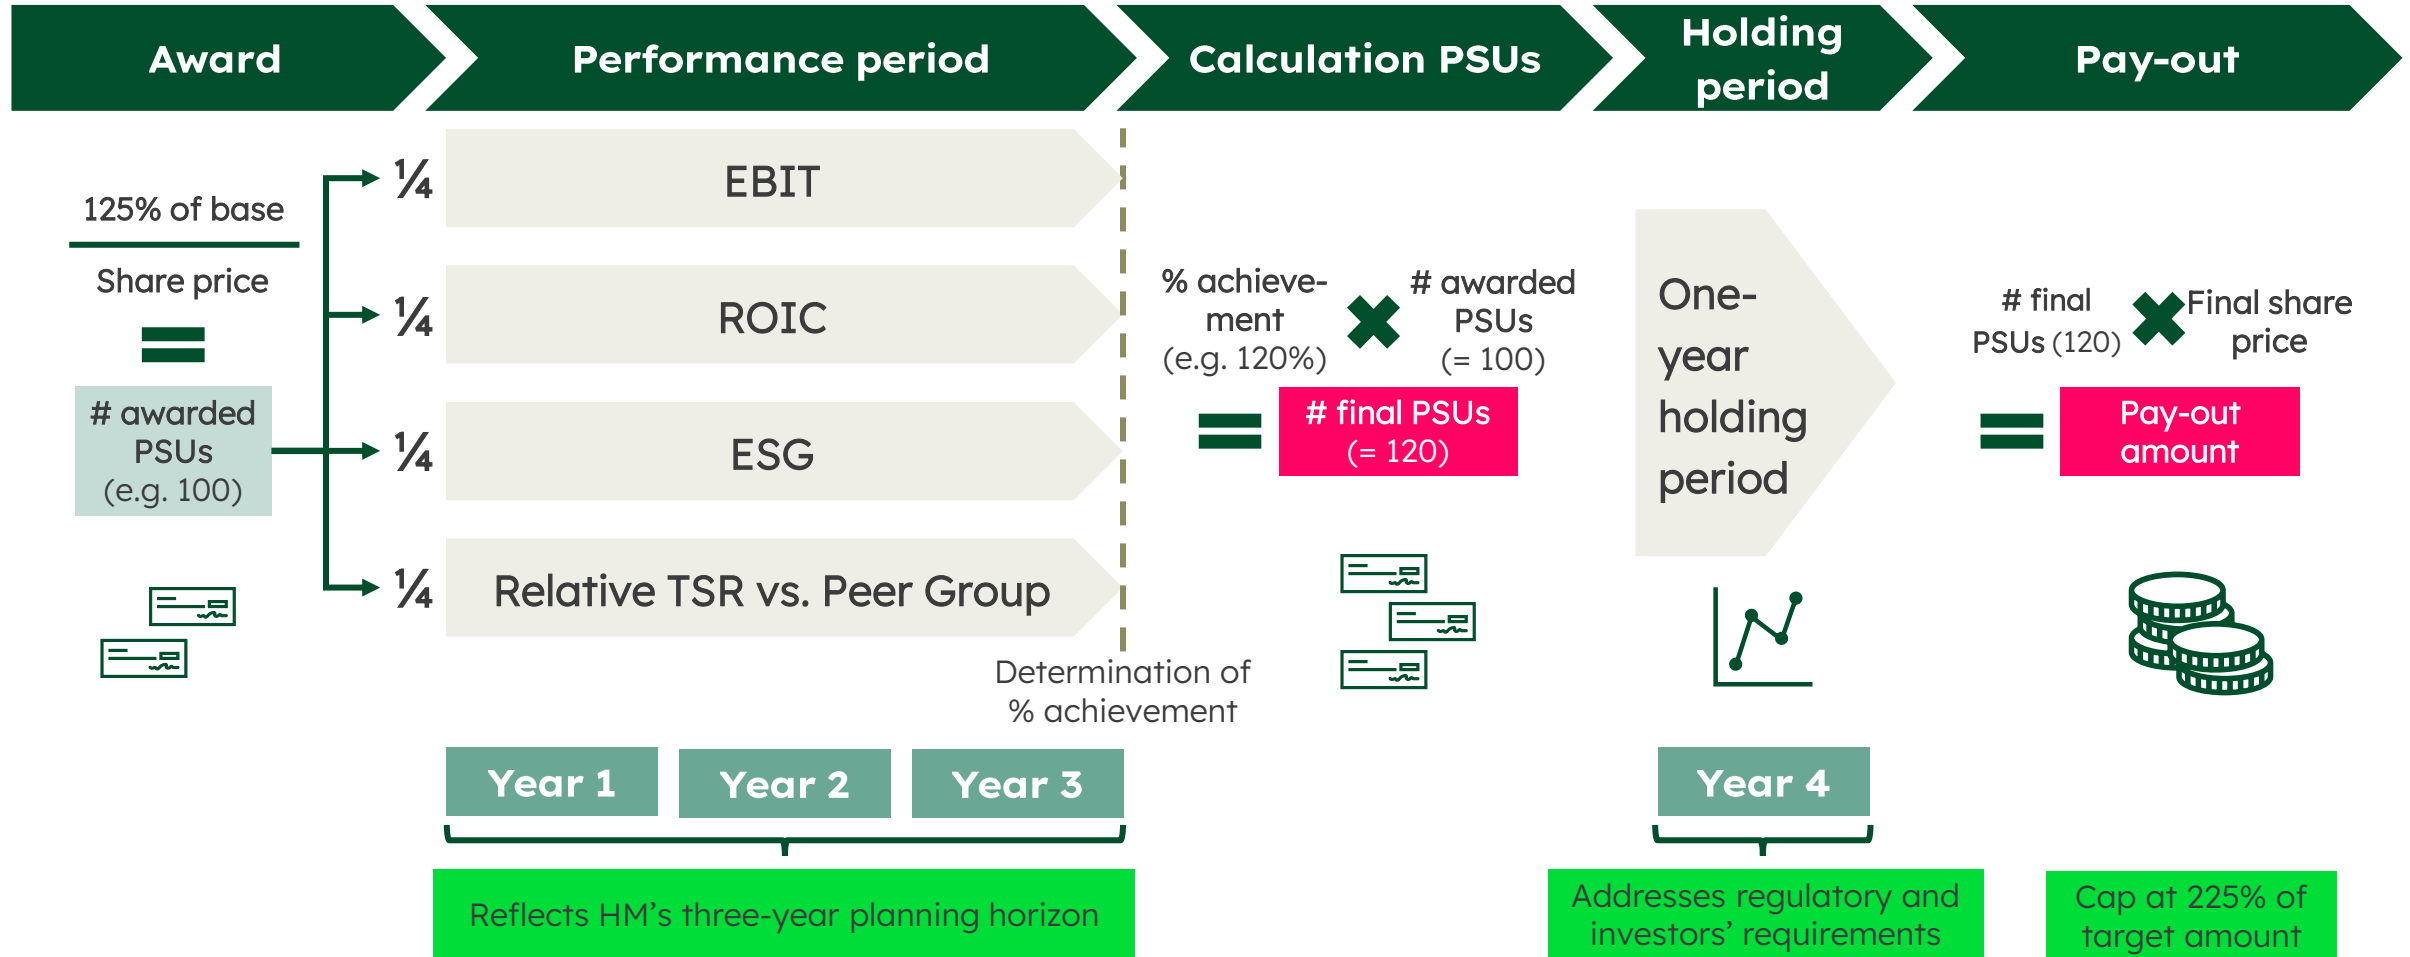 Award
Performance period
Calculation PSUs
Holding
period
Pay-out
125% of base
Share price
# awarded
PSUs
(e.g. 100)
¼
EBIT
¼
ROIC
¼
ESG
¼
Relative TSR vs. Peer Group
Determination of
% achievement
% achieve-
ment
(e.g. 120%)
# awarded
PSUs
(= 100)
# final PSUs
(= 120)
One-
year
holding
period
# final
PSUs (120)
Final share
price
Pay-out
amount
Year 1
Year 2
Year 3
Year 4
Reflects HM’s three-year planning horizon
Addresses regulatory and
investors’ requirements
Cap at 225% of
target amount